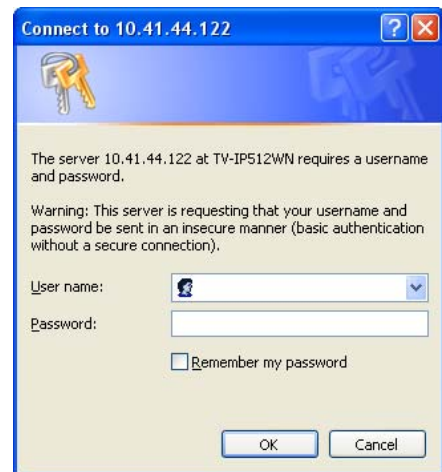 Connect to 10.41.44.122
The server 10.41.44.122 at TV-IP512WN requires a username
and password.
Warning: This server is requesting that your username and
password be sent in an insecure manner (basic authentication
without a secure connection).
User name:
Password:
Remember my password
OK
Cancel